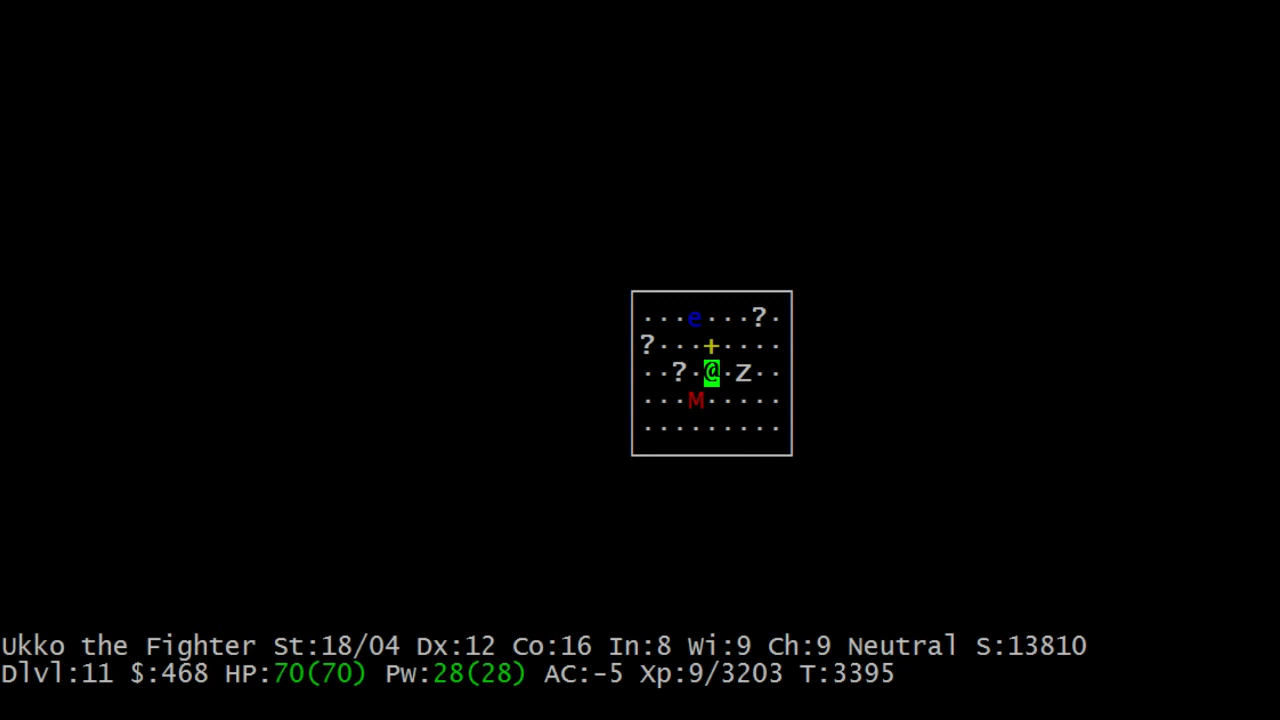 ...e...?.
?...+....
..?.@.z..
...M.....
.........
Ukko the Fighter St:18/04 Dx:12 Co:16 In:8 Wi:9 Ch:9 Neutral S:13810
Dlvl:11 $:468 HP:70(70) Pw:28(28) AC:-5 Xp:9/3203 T:3395